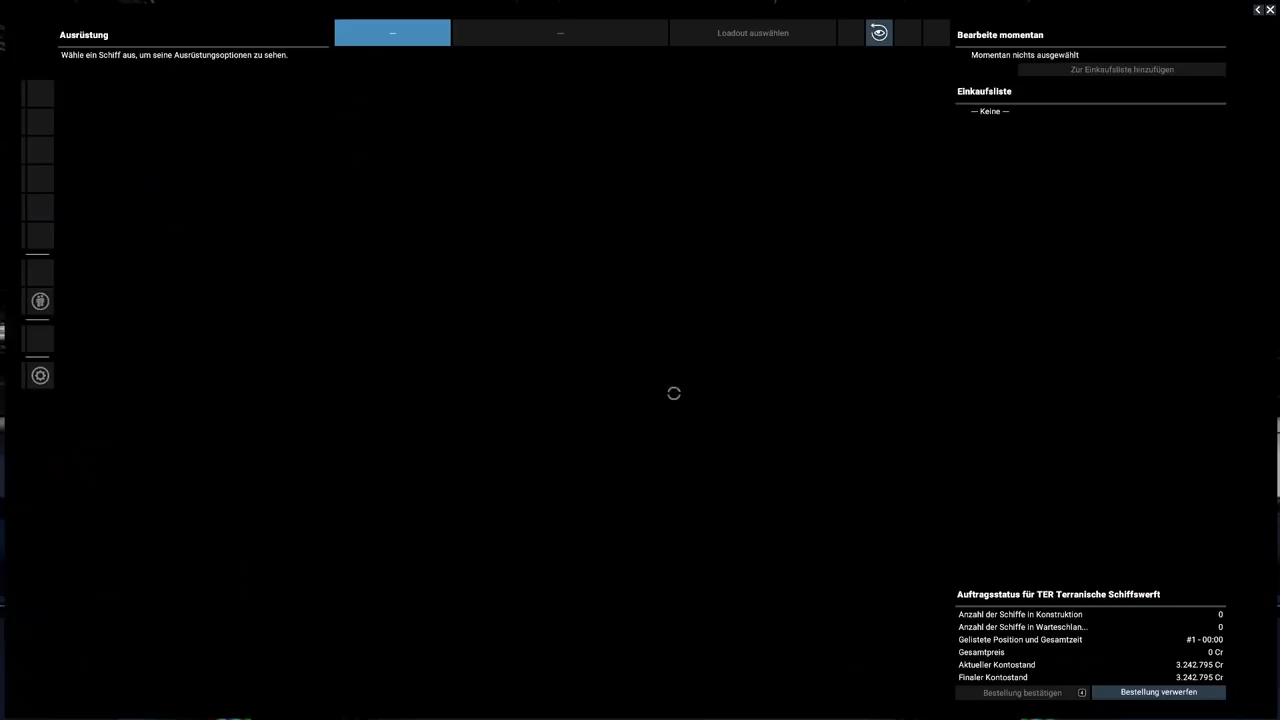 Ausrüstung
Wähle ein Schiff aus, um seine Ausrüstungsoptionen zu sehen.
—
—
Loadout auswählen
Bearbeite momentan
Momentan nichts ausgewählt
Zur Einkaufsliste hinzufügen
Einkaufsliste
— Keine —
Auftragsstatus für TER Terranische Schiffswerft
Anzahl der Schiffe in Konstruktion 0
Anzahl der Schiffe in Warteschlan... 0
Gelistete Position und Gesamtzeit #1 - 00:00
Gesamtpreis 0 Cr
Aktueller Kontostand 3.242.795 Cr
Finaler Kontostand 3.242.795 Cr
Bestellung bestätigen
Bestellung verwerfen